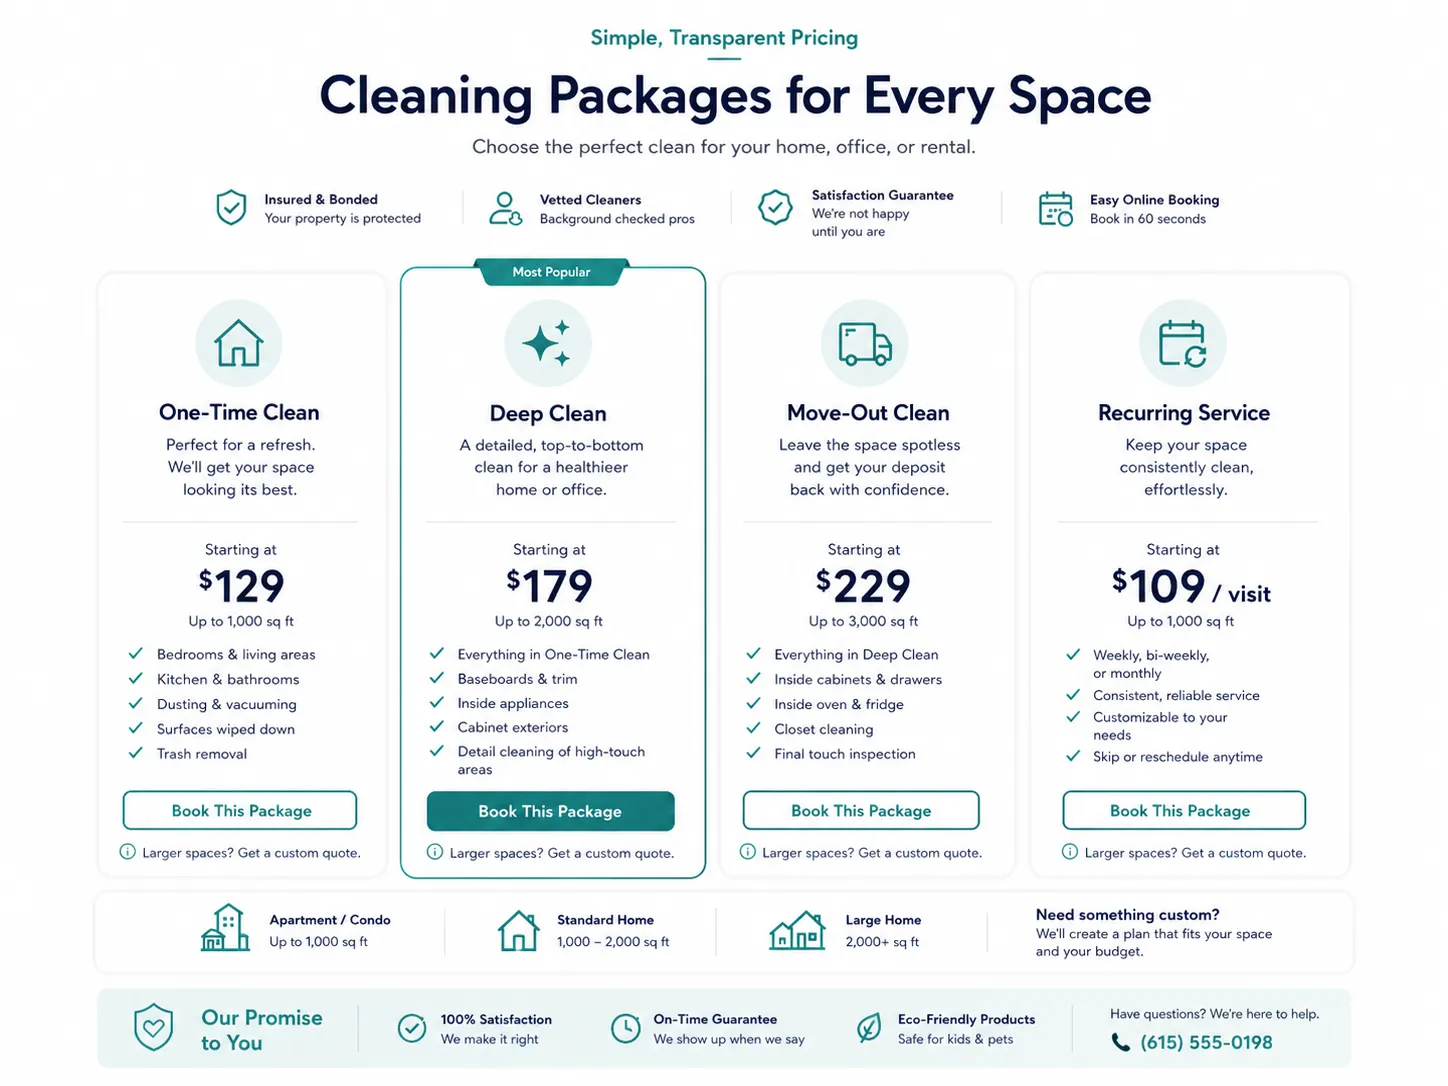 Simple, Transparent Pricing
Cleaning Packages for Every Space
Choose the perfect clean for your home, office, or rental.
Insured & Bonded
Your property is protected
Vetted Cleaners
Background checked pros
Satisfaction Guarantee
We're not happy
until you are
Easy Online Booking
Book in 60 seconds
One-Time Clean
Perfect for a refresh.
We'll get your space
looking its best.
Starting at
$129
Up to 1,000 sq ft
Bedrooms & living areas
Kitchen & bathrooms
Dusting & vacuuming
Surfaces wiped down
Trash removal
Book This Package
Larger spaces? Get a custom quote.
Most Popular
Deep Clean
A detailed, top-to-bottom
clean for a healthieer
home or office.
Starting at
$179
Up to 2,000 sq ft
Everything in One-Time Clean
Baseboards & trim
Inside appliances
Cabinet exteriors
Detail cleaning of high-touch
areas
Book This Package
Larger spaces? Get a custom quote.
Move-Out Clean
Leave the space spotless
and get your deposit
back with confidence.
Starting at
$229
Up to 3,000 sq ft
Everything in Deep Clean
Inside cabinets & drawers
Inside oven & fridge
Closet cleaning
Final touch inspection
Book This Package
Larger spaces? Get a custom quote.
Recurring Service
Keep your space
consistently clean,
effortlessly.
Starting at
$109 / visit
Up to 1,000 sq ft
Weekly, bi-weekly,
or monthly
Consistent, reliable service
Customizable to your
needs
Skip or reschedule anytime
Book This Package
Larger spaces? Get a custom quote.
Apartment / Condo
Up to 1,000 sq ft
Standard Home
1,000 – 2,000 sq ft
Large Home
2,000+ sq ft
Need something custom?
We'll create a plan that fits your space
and your budget.
Our Promise
to You
100% Satisfaction
We make it right
On-Time Guarantee
We show up when we say
Eco-Friendly Products
Safe for kids & pets
Have questions? We're here to help.
(615) 555-0198